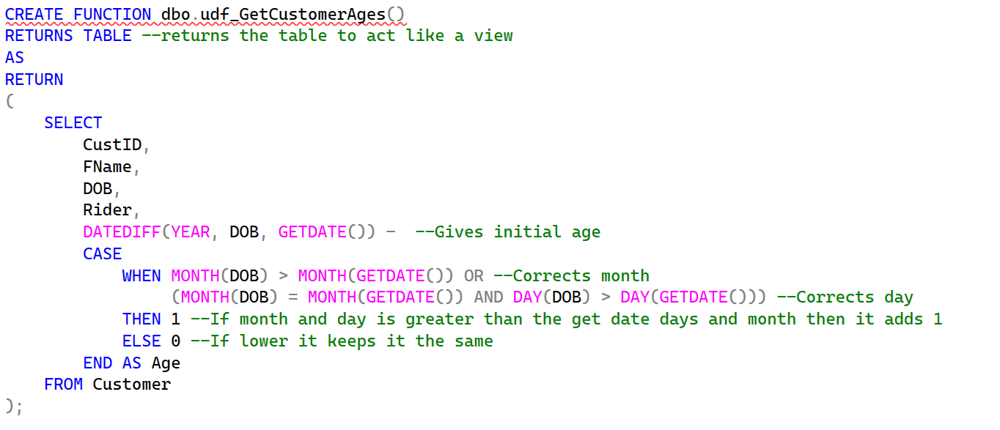 CREATE FUNCTION dbo.udf_GetCustomerAges()
RETURNS TABLE --returns the table to act like a view
AS
RETURN
(
    SELECT
        CustID,
        FName,
        DOB,
        Rider,
        DATEDIFF(YEAR, DOB, GETDATE()) -  --Gives initial age
        CASE
            WHEN MONTH(DOB) > MONTH(GETDATE()) OR --Corrects month
                 (MONTH(DOB) = MONTH(GETDATE()) AND DAY(DOB) > DAY(GETDATE())) --Corrects day
            THEN 1 --If month and day is greater than the get date days and month then it adds 1
            ELSE 0 --If lower it keeps it the same
        END AS Age
    FROM Customer
);